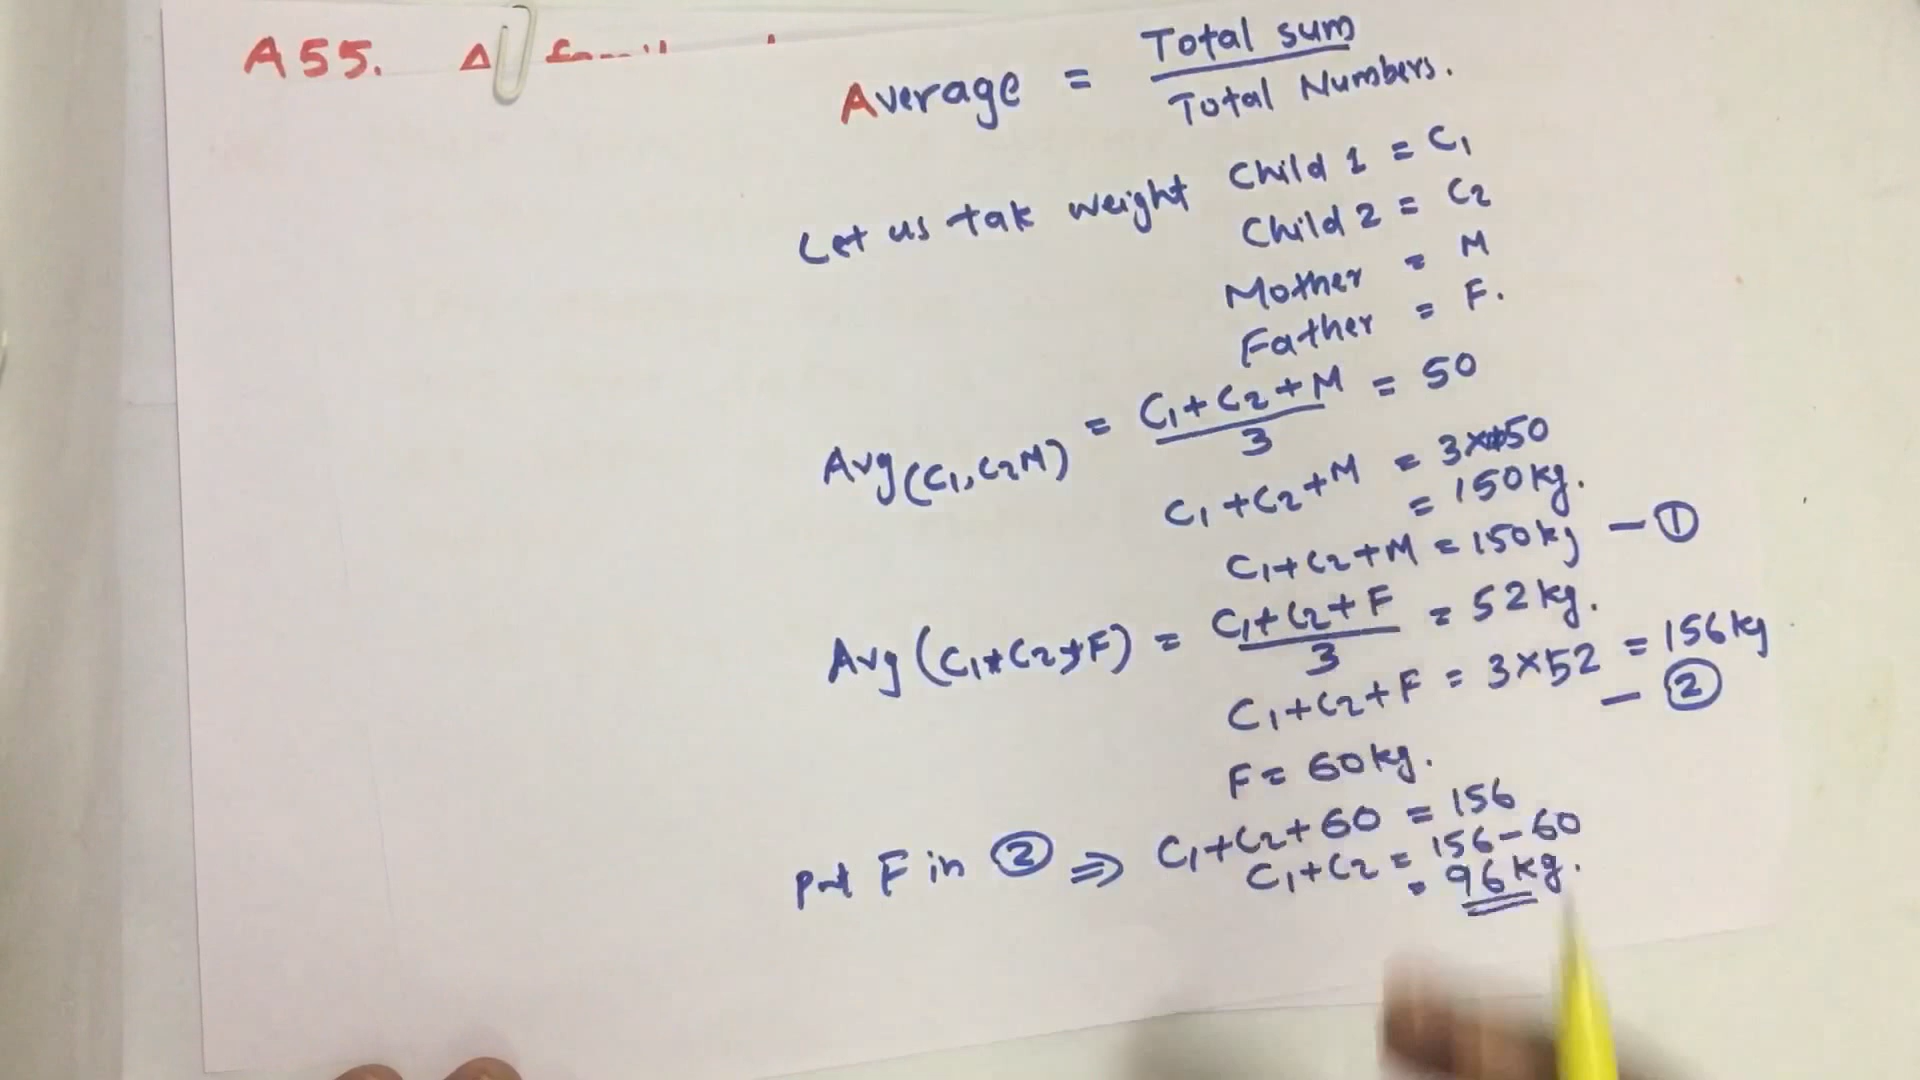 A55. A
Average = Total sum / Total Numbers.
Let us tak weight Child 1 = C1
Child 2 = C2
Mother = M
Father = F.
Avg(C1, C2 M) = C1+C2+M / 3 = 50
C1+C2+M = 3×50
= 150kg.
C1+C2+M = 150kg — ①
Avg (C1+C2+F) = C1+C2+F / 3 = 52kg.
C1+C2+F = 3×52 = 156kg
— ②
F = 60kg.
Put F in ② ⇒ C1+C2+60 = 156
C1+C2 = 156-60
= 96kg.